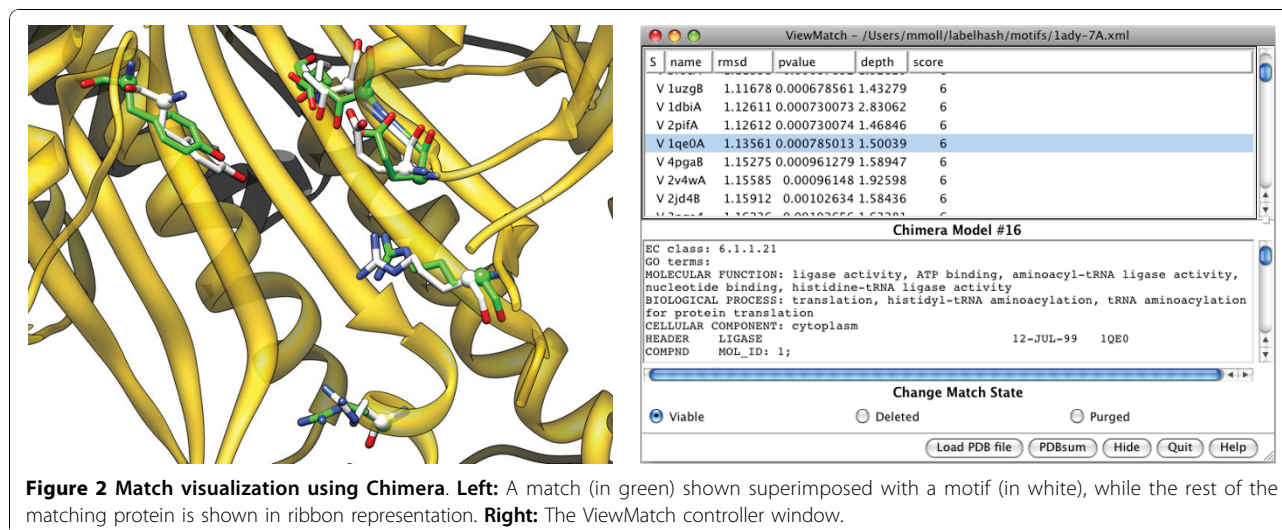 ViewMatch – /Users/mmoll/labelhash/motifs/1ady-7A.xml
S name rmsd pvalue depth score
V 1uzgB 1.11678 0.000678561 1.43279 6
V 1dbiA 1.12611 0.000730073 2.83062 6
V 2pifA 1.12612 0.000730074 1.46846 6
V 1qe0A 1.13561 0.000785013 1.50039 6
V 4pgaB 1.15275 0.000961279 1.58947 6
V 2v4wA 1.15585 0.00096148 1.92598 6
V 2jd4B 1.15912 0.00102634 1.58436 6
Chimera Model #16
EC class: 6.1.1.21
GO terms:
MOLECULAR FUNCTION: ligase activity, ATP binding, aminoacyl-tRNA ligase activity,
nucleotide binding, histidine-tRNA ligase activity
BIOLOGICAL PROCESS: translation, histidyl-tRNA aminoacylation, tRNA aminoacylation
for protein translation
CELLULAR COMPONENT: cytoplasm
HEADER LIGASE 12-JUL-99 1QE0
COMPND MOL_ID: 1;
Change Match State
Viable Deleted Purged
Load PDB file PDBsum Hide Quit Help
Figure 2 Match visualization using Chimera. Left: A match (in green) shown superimposed with a motif (in white), while the rest of the
matching protein is shown in ribbon representation. Right: The ViewMatch controller window.